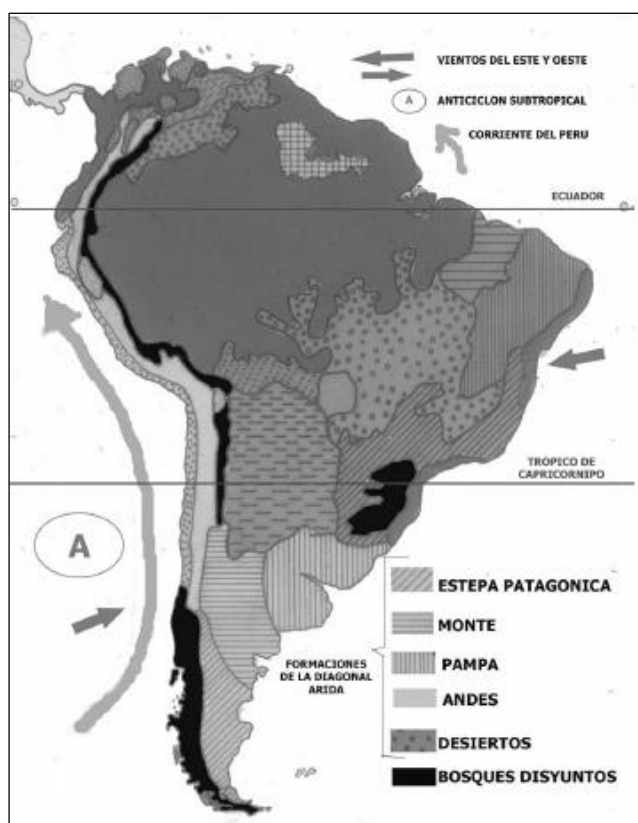 VIENTOS DEL ESTE Y OESTE
A
ANTICICLON SUBTROPICAL
CORRIENTE DEL PERU
ECUADOR
TROPICO DE
CAPRICORNIPO
A
ESTEPA PATAGONICA
MONTE
FORMACIONES
DE LA DIAGONAL
ARIDA
PAMPA
ANDES
DESIERTOS
BOSQUES DISYUNTOS